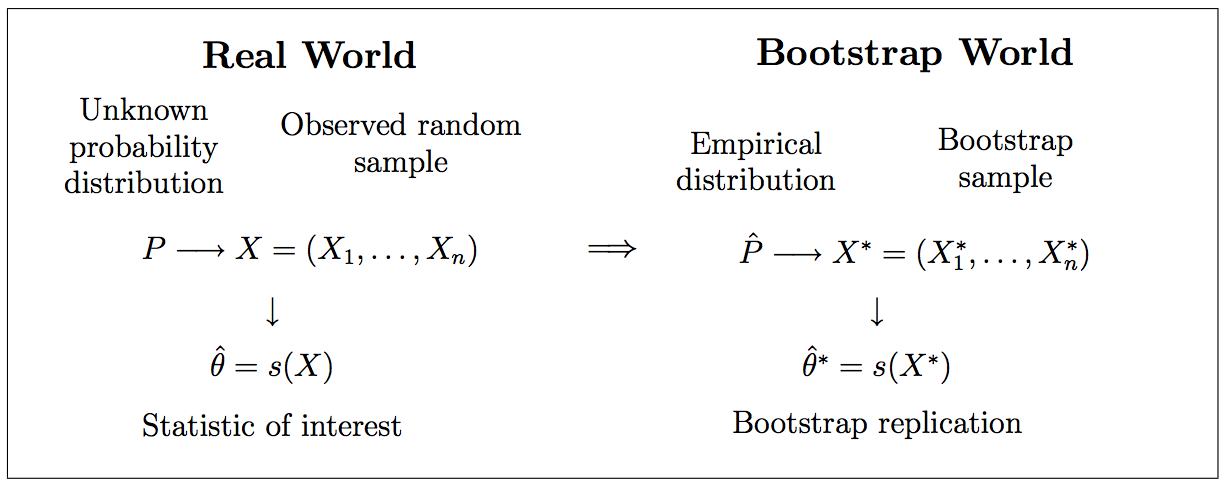 Real World
Unknown
probability
distribution
Observed random
sample
P ⟶ X = (X₁, . . . , Xₙ)
↓
θ̂ = s(X)
Statistic of interest
⟹
Bootstrap World
Empirical
distribution
Bootstrap
sample
P̂ ⟶ X* = (X₁*, . . . , Xₙ*)
↓
θ̂* = s(X*)
Bootstrap replication